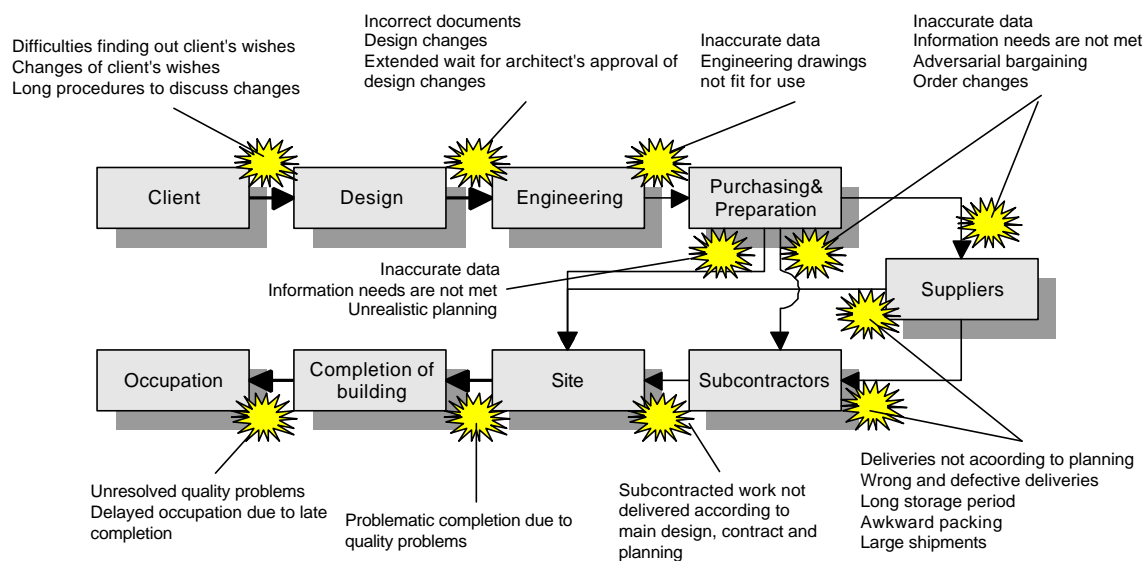 Difficulties finding out client's wishes
Changes of client's wishes
Long procedures to discuss changes
Incorrect documents
Design changes
Extended wait for architect's approval of
design changes
Inaccurate data
Engineering drawings
not fit for use
Inaccurate data
Information needs are not met
Adversarial bargaining
Order changes
Client
Design
Engineering
Purchasing&
Preparation
Inaccurate data
Information needs are not met
Unrealistic planning
Suppliers
Occupation
Completion of
building
Site
Subcontractors
Unresolved quality problems
Delayed occupation due to late
completion
Problematic completion due to
quality problems
Subcontracted work not
delivered according to
main design, contract and
planning
Deliveries not acoording to planning
Wrong and defective deliveries
Long storage period
Awkward packing
Large shipments